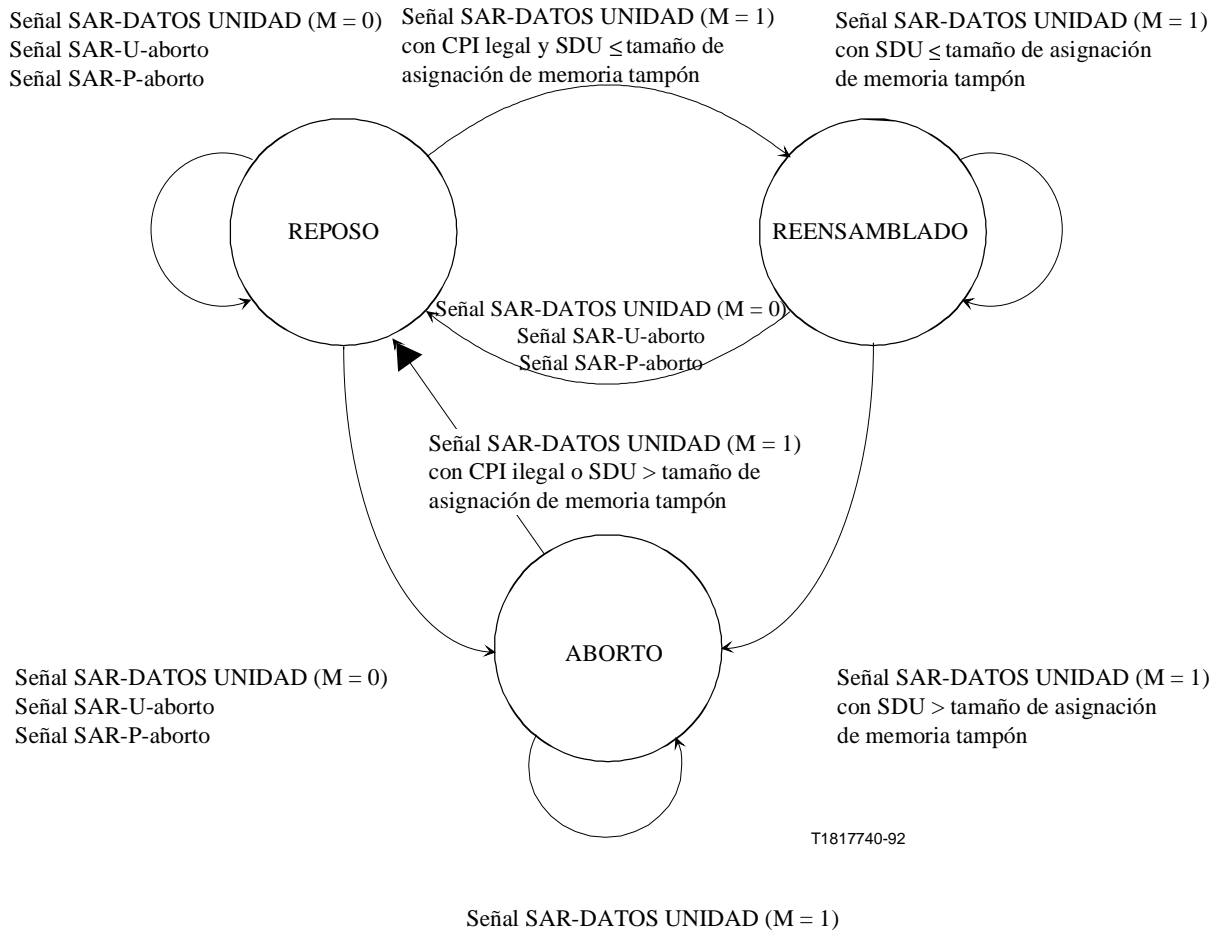 Señal SAR-DATOS UNIDAD (M = 0)
Señal SAR-U-aborto
Señal SAR-P-aborto
Señal SAR-DATOS UNIDAD (M = 1)
con CPI legal y SDU ≤ tamaño de
asignación de memoria tampón
Señal SAR-DATOS UNIDAD (M = 1)
con SDU ≤ tamaño de asignación
de memoria tampón
REPOSO
REENSAMBLADO
Señal SAR-DATOS UNIDAD (M = 0)
Señal SAR-U-aborto
Señal SAR-P-aborto
Señal SAR-DATOS UNIDAD (M = 1)
con CPI ilegal o SDU > tamaño de
asignación de memoria tampón
ABORTO
Señal SAR-DATOS UNIDAD (M = 0)
Señal SAR-U-aborto
Señal SAR-P-aborto
Señal SAR-DATOS UNIDAD (M = 1)
con SDU > tamaño de asignación
de memoria tampón
T1817740-92
Señal SAR-DATOS UNIDAD (M = 1)